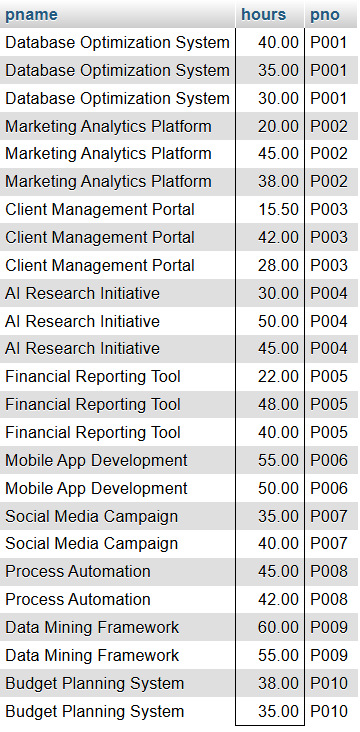 pname hours pno
Database Optimization System 40.00 P001
Database Optimization System 35.00 P001
Database Optimization System 30.00 P001
Marketing Analytics Platform 20.00 P002
Marketing Analytics Platform 45.00 P002
Marketing Analytics Platform 38.00 P002
Client Management Portal 15.50 P003
Client Management Portal 42.00 P003
Client Management Portal 28.00 P003
AI Research Initiative 30.00 P004
AI Research Initiative 50.00 P004
AI Research Initiative 45.00 P004
Financial Reporting Tool 22.00 P005
Financial Reporting Tool 48.00 P005
Financial Reporting Tool 40.00 P005
Mobile App Development 55.00 P006
Mobile App Development 50.00 P006
Social Media Campaign 35.00 P007
Social Media Campaign 40.00 P007
Process Automation 45.00 P008
Process Automation 42.00 P008
Data Mining Framework 60.00 P009
Data Mining Framework 55.00 P009
Budget Planning System 38.00 P010
Budget Planning System 35.00 P010